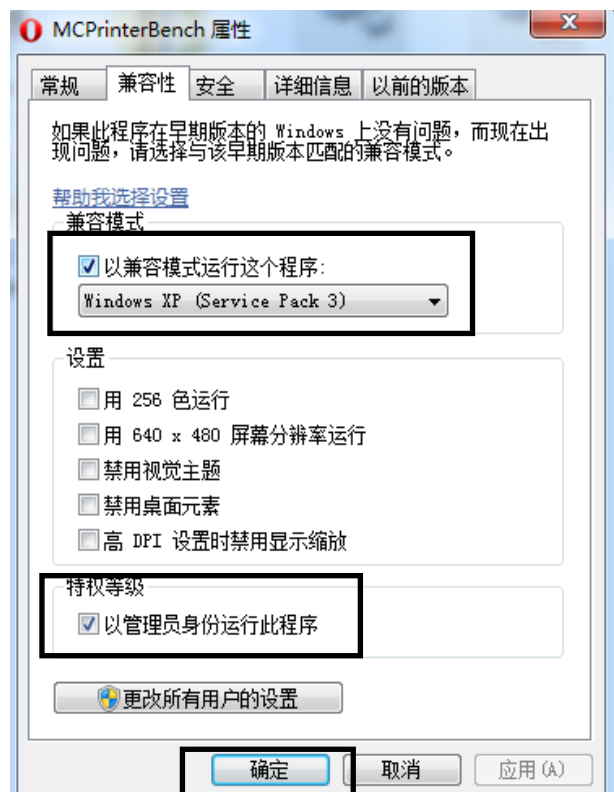 MCPrinterBench 属性
常规 兼容性 安全 详细信息 以前的版本
如果此程序在早期版本的 Windows 上没有问题，而现在出
现问题，请选择与该早期版本匹配的兼容模式。
帮助我选择设置
兼容模式
以兼容模式运行这个程序:
Windows XP (Service Pack 3)
设置
用 256 色运行
用 640 x 480 屏幕分辨率运行
禁用视觉主题
禁用桌面元素
高 DPI 设置时禁用显示缩放
特权等级
以管理员身份运行此程序
更改所有用户的设置
确定 取消 应用(A)